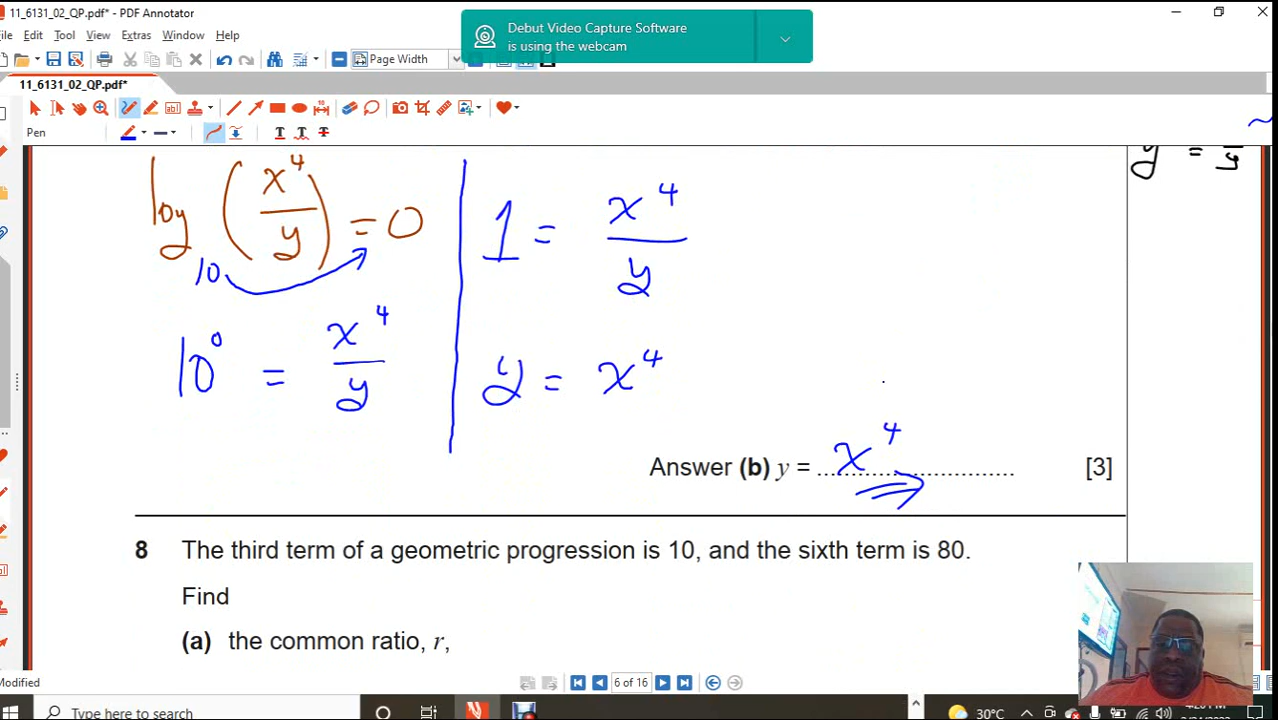 11_6131_02_QP.pdf* - PDF Annotator
Debut Video Capture Software
is using the webcam
File Edit Tool View Extras Window Help
Page Width
11_6131_02_QP.pdf*
Pen
log₁₀ (x⁴/y) = 0
10⁰ = x⁴/y
1 = x⁴/y
y = x⁴
Answer (b) y = x⁴ [3]
8 The third term of a geometric progression is 10, and the sixth term is 80.
Find
(a) the common ratio, r,
Modified
6 of 16
Type here to search
30°C